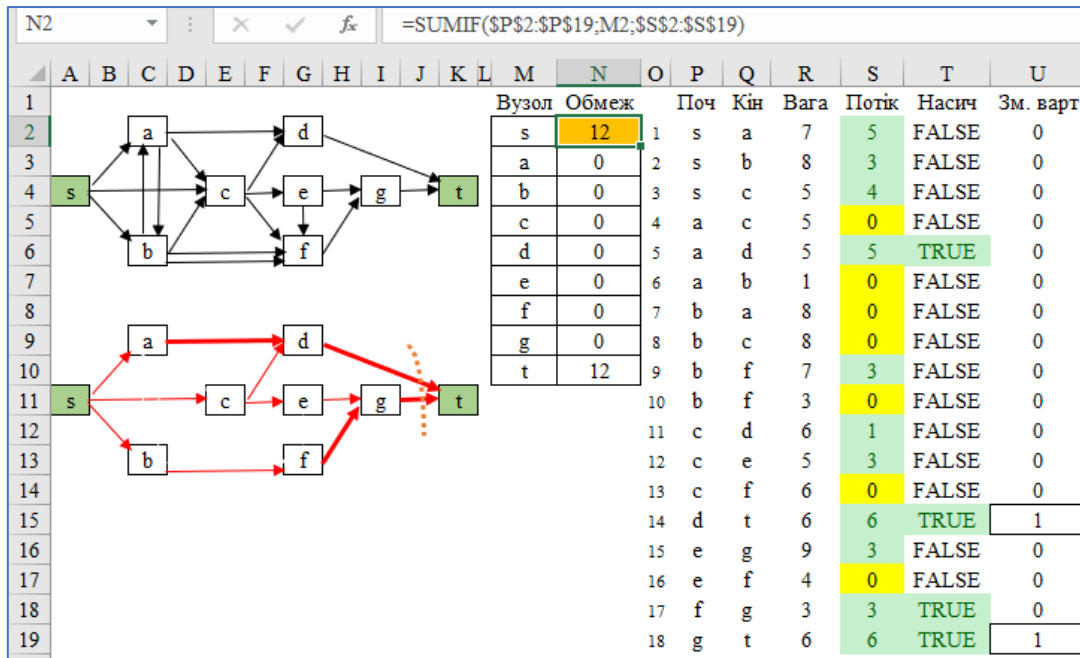 N2 fx =SUMIF($P$2:$P$19;M2;$S$2:$S$19)
A B C D E F G H I J K L M N O P Q R S T U
1 Вузол Обмеж Поч Кін Вага Потік Насич Зм. варт
2 a d s 12 1 s a 7 5 FALSE 0
3 a 0 2 s b 8 3 FALSE 0
4 s c e g t b 0 3 s c 5 4 FALSE 0
5 c 0 4 a c 5 0 FALSE 0
6 b f d 0 5 a d 5 5 TRUE 0
7 e 0 6 a b 1 0 FALSE 0
8 f 0 7 b a 8 0 FALSE 0
9 a d g 0 8 b c 8 0 FALSE 0
10 t 12 9 b f 7 3 FALSE 0
11 s c e g t 10 b f 3 0 FALSE 0
12 11 c d 6 1 FALSE 0
13 b f 12 c e 5 3 FALSE 0
14 13 c f 6 0 FALSE 0
15 14 d t 6 6 TRUE 1
16 15 e g 9 3 FALSE 0
17 16 e f 4 0 FALSE 0
18 17 f g 3 3 TRUE 0
19 18 g t 6 6 TRUE 1